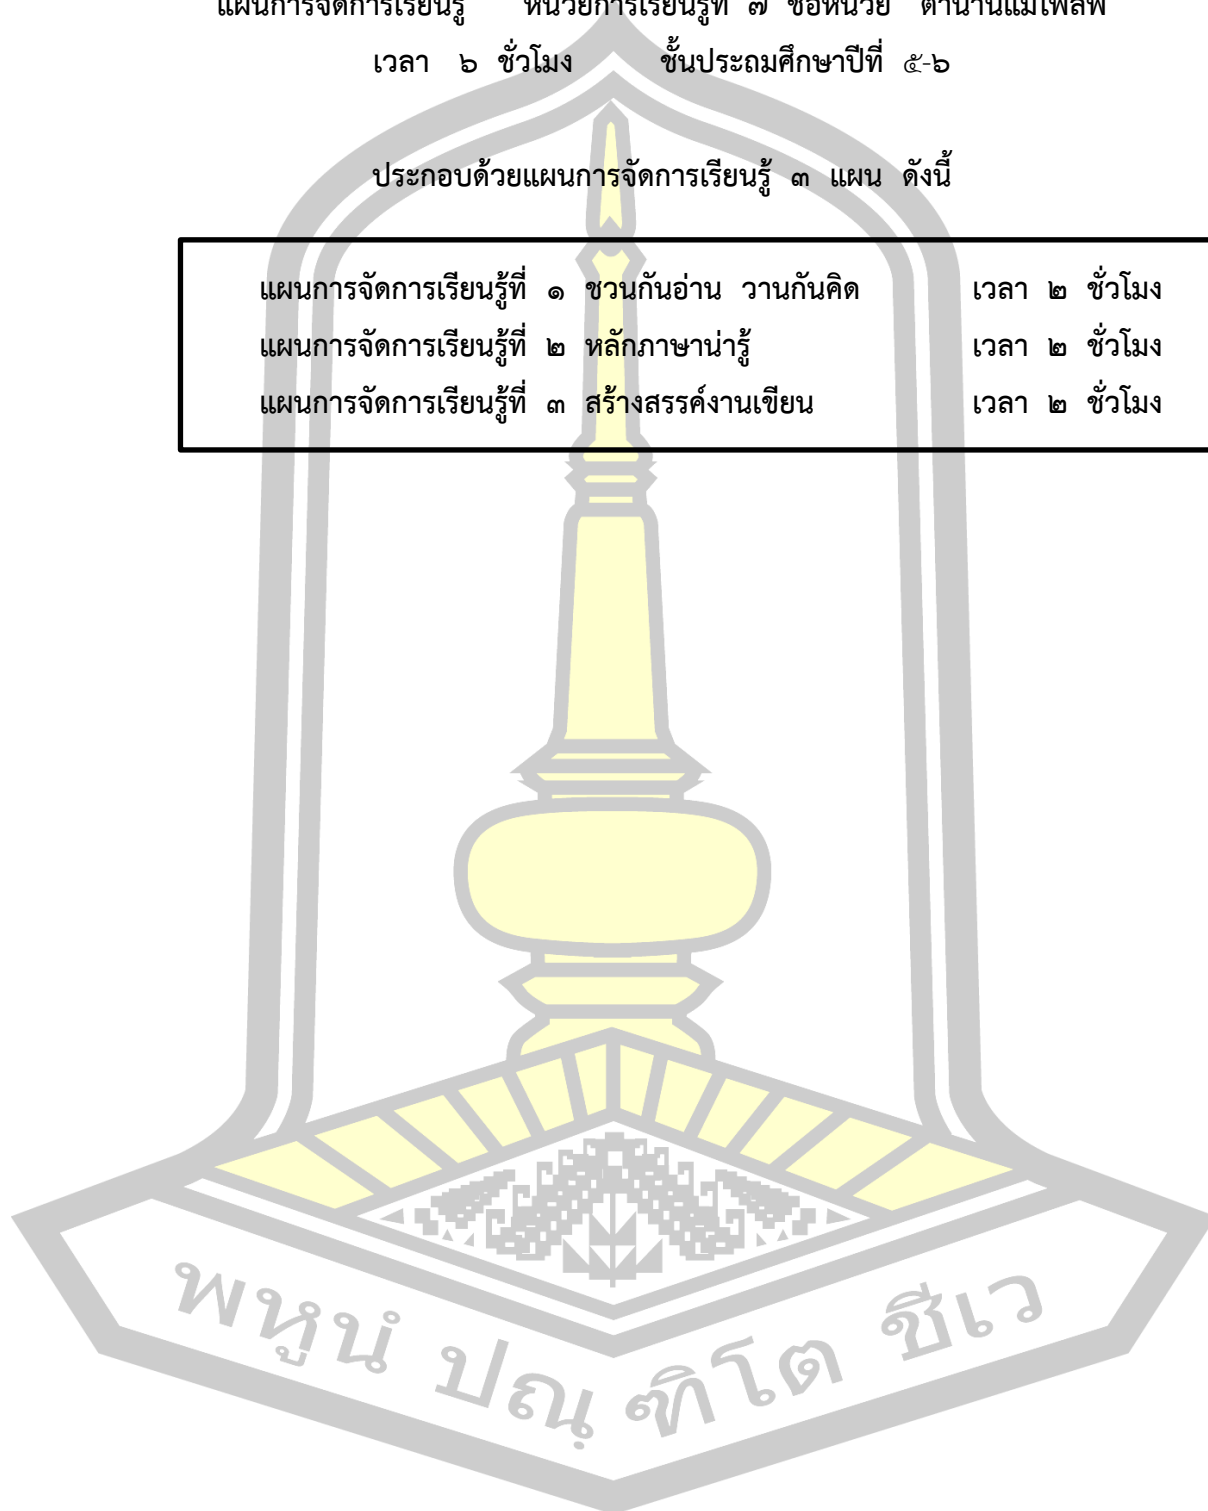 แผนการจัดการเรียนรู้ หน่วยการเรียนรู้ที่ ๗ ชื่อหน่วย ตำนานแม่โพสพ
เวลา ๖ ชั่วโมง ชั้นประถมศึกษาปีที่ ๕-๖
ประกอบด้วยแผนการจัดการเรียนรู้ ๓ แผน ดังนี้
แผนการจัดการเรียนรู้ที่ ๑ ชวนกันอ่าน วานกันคิด เวลา ๒ ชั่วโมง
แผนการจัดการเรียนรู้ที่ ๒ หลักภาษาน่ารู้ เวลา ๒ ชั่วโมง
แผนการจัดการเรียนรู้ที่ ๓ สร้างสรรค์งานเขียน เวลา ๒ ชั่วโมง
พหูนํ ปณฺฑิโต ชีเว